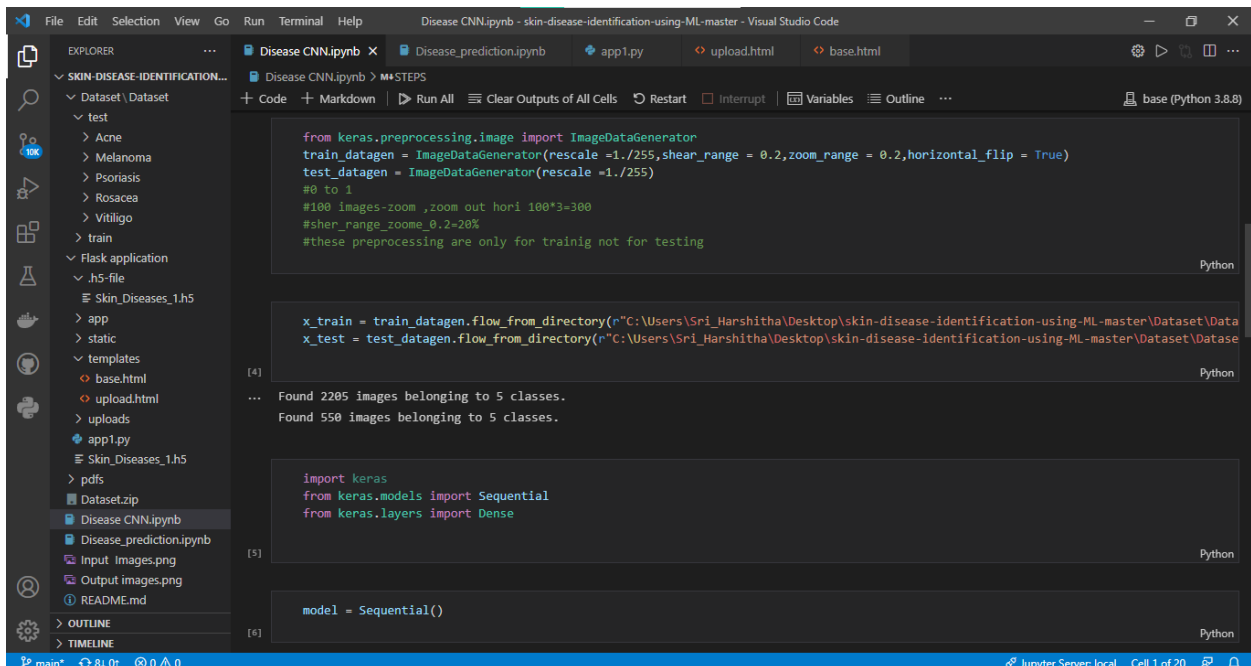 File Edit Selection View Go Run Terminal Help
Disease CNN.ipynb - skin-disease-identification-using-ML-master - Visual Studio Code
EXPLORER
SKIN-DISEASE-IDENTIFICATION...
Dataset\Dataset
test
Acne
Melanoma
Psoriasis
Rosacea
Vitiligo
train
Flask application
.h5-file
Skin_Diseases_1.h5
app
static
templates
base.html
upload.html
uploads
app1.py
Skin_Diseases_1.h5
pdfs
Dataset.zip
Disease CNN.ipynb
Disease_prediction.ipynb
Input Images.png
Output images.png
README.md
OUTLINE
TIMELINE
10K
Disease CNN.ipynb Disease_prediction.ipynb app1.py upload.html base.html
Disease CNN.ipynb > M↓STEPS
Code Markdown Run All Clear Outputs of All Cells Restart Interrupt Variables Outline ... base (Python 3.8.8)
from keras.preprocessing.image import ImageDataGenerator
train_datagen = ImageDataGenerator(rescale =1./255,shear_range = 0.2,zoom_range = 0.2,horizontal_flip = True)
test_datagen = ImageDataGenerator(rescale =1./255)
#0 to 1
#100 images-zoom ,zoom out hori 100*3=300
#sher_range_zoome_0.2=20%
#these preprocessing are only for trainig not for testing
Python
x_train = train_datagen.flow_from_directory(r"C:\Users\Sri_Harshitha\Desktop\skin-disease-identification-using-ML-master\Dataset\Data
x_test = test_datagen.flow_from_directory(r"C:\Users\Sri_Harshitha\Desktop\skin-disease-identification-using-ML-master\Dataset\Datase
[4]
Python
... Found 2205 images belonging to 5 classes.
Found 550 images belonging to 5 classes.
import keras
from keras.models import Sequential
from keras.layers import Dense
[5]
Python
model = Sequential()
[6]
Python
main* 8↓ 0↑ 0 0 Jupyter Server: local Cell 1 of 20